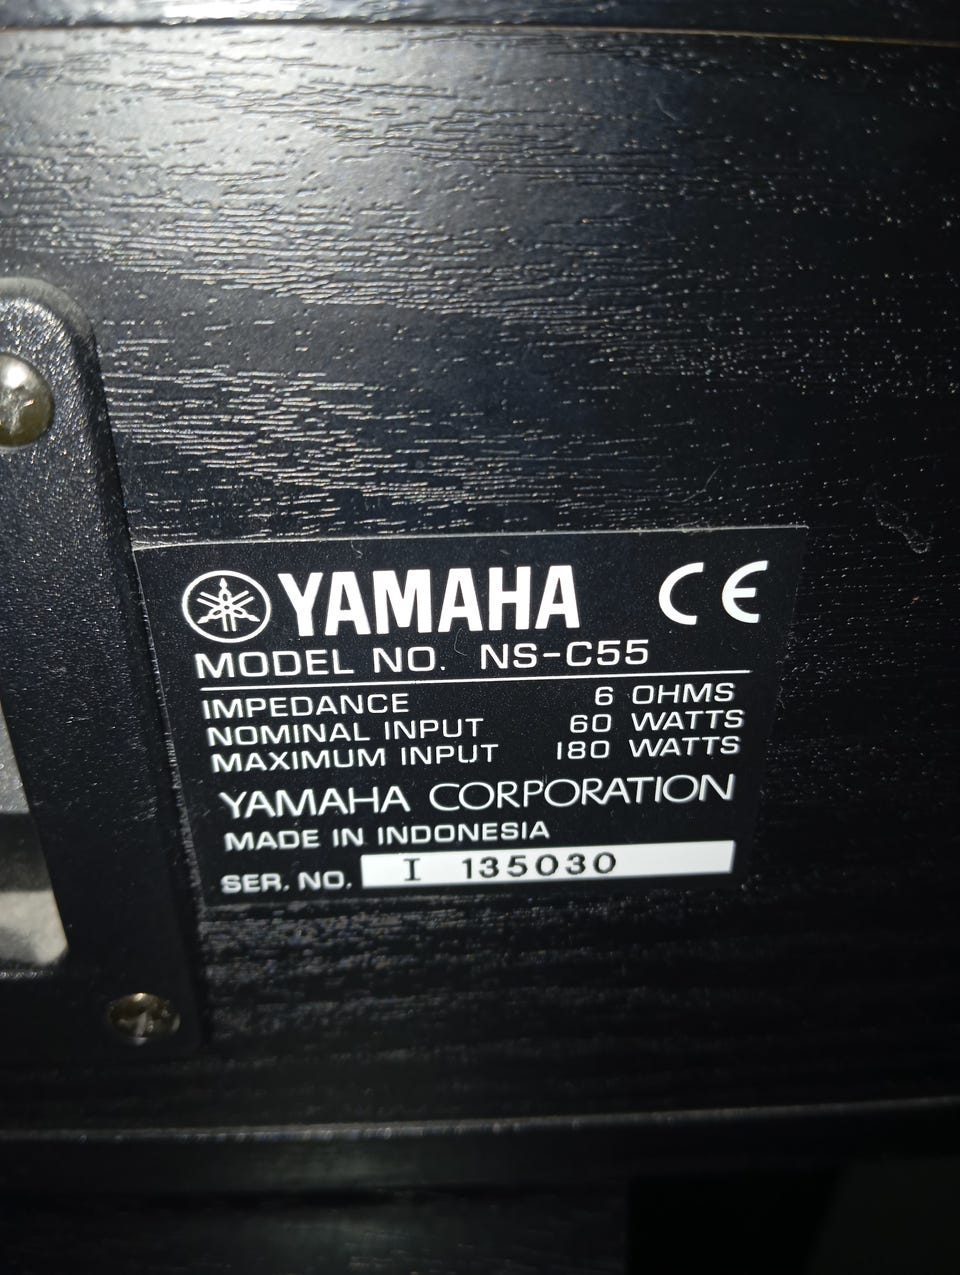 YAMAHA CE
MODEL NO. NS-C55
IMPEDANCE 6 OHMS
NOMINAL INPUT 60 WATTS
MAXIMUM INPUT 180 WATTS
YAMAHA CORPORATION
MADE IN INDONESIA
SER. NO. I 135030